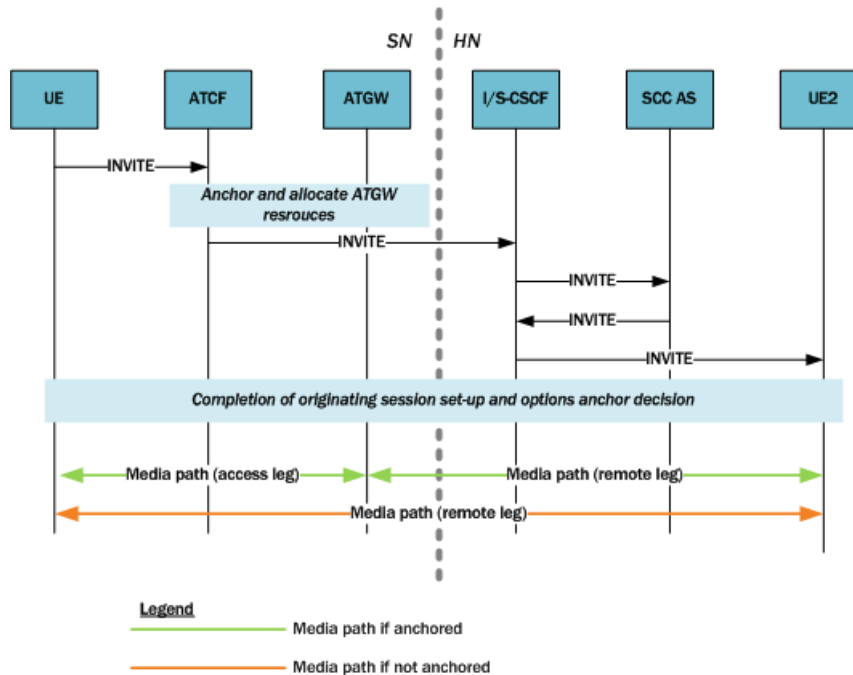 SN
HN
UE
ATCF
ATGW
I/S-CSCF
SCC AS
UE2
INVITE
Anchor and allocate ATGW
resrouces
INVITE
INVITE
INVITE
INVITE
Completion of originating session set-up and options anchor decision
Media path (access leg)
Media path (remote leg)
Media path (remote leg)
Legend
Media path if anchored
Media path if not anchored